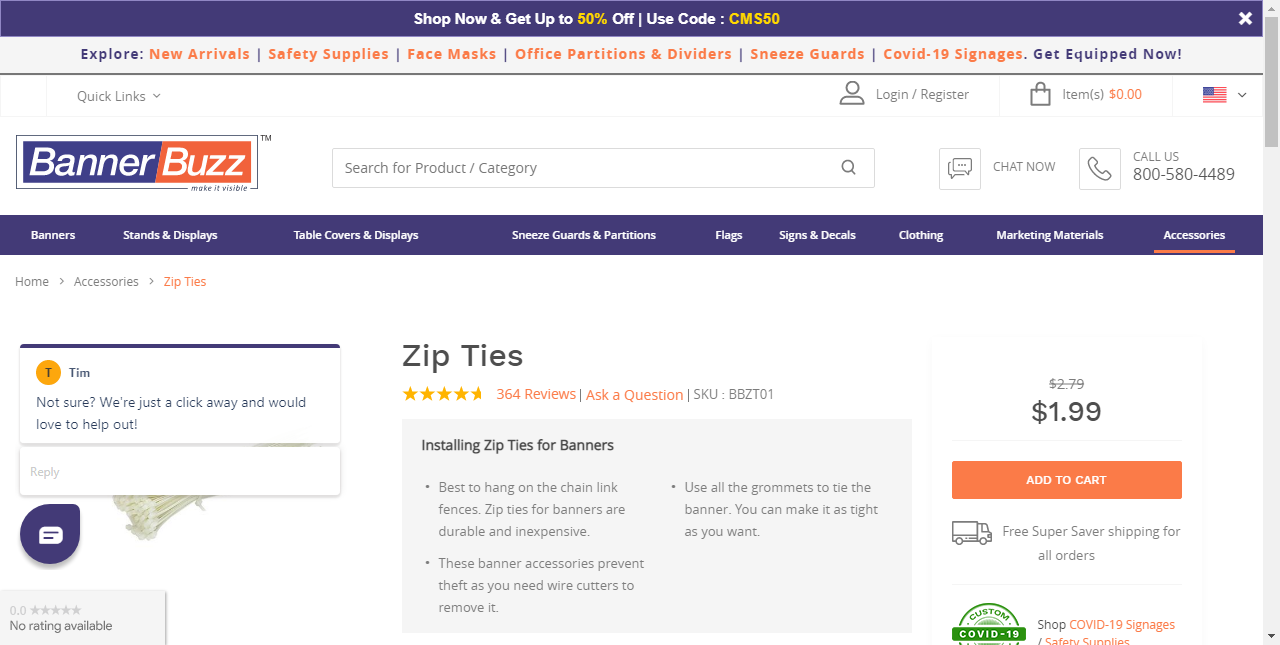 Shop Now & Get Up to 50% Off | Use Code : CMS50
Explore: New Arrivals | Safety Supplies | Face Masks | Office Partitions & Dividers | Sneeze Guards | Covid-19 Signages. Get Equipped Now!
Quick Links
Login / Register
Item(s) $0.00
Banner Buzz ™
make it visible
Search for Product / Category
CHAT NOW
CALL US
800-580-4489
Banners Stands & Displays Table Covers & Displays Sneeze Guards & Partitions Flags Signs & Decals Clothing Marketing Materials Accessories
Home > Accessories > Zip Ties
T Tim
Not sure? We're just a click away and would
love to help out!
Reply
0.0
No rating available
Zip Ties
364 Reviews | Ask a Question | SKU : BBZT01
Installing Zip Ties for Banners
• Best to hang on the chain link
fences. Zip ties for banners are
durable and inexpensive.
• These banner accessories prevent
theft as you need wire cutters to
remove it.
• Use all the grommets to tie the
banner. You can make it as tight
as you want.
$2.79
$1.99
ADD TO CART
Free Super Saver shipping for
all orders
CUSTOM
COVID-19
Shop COVID-19 Signages
/ Safety Supplies